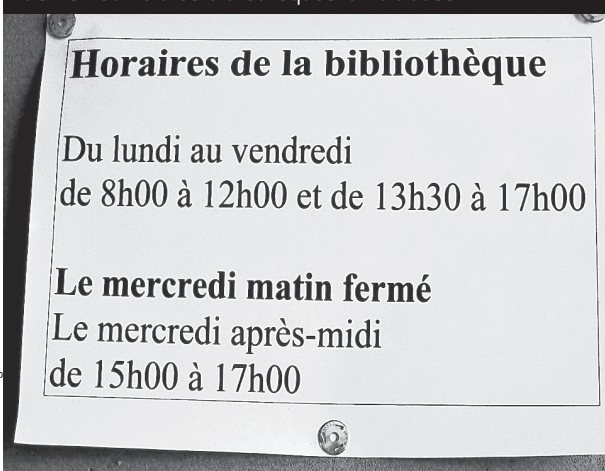 Horaires de la bibliothèque
Du lundi au vendredi
de 8h00 à 12h00 et de 13h30 à 17h00
Le mercredi matin fermé
Le mercredi après-midi
de 15h00 à 17h00